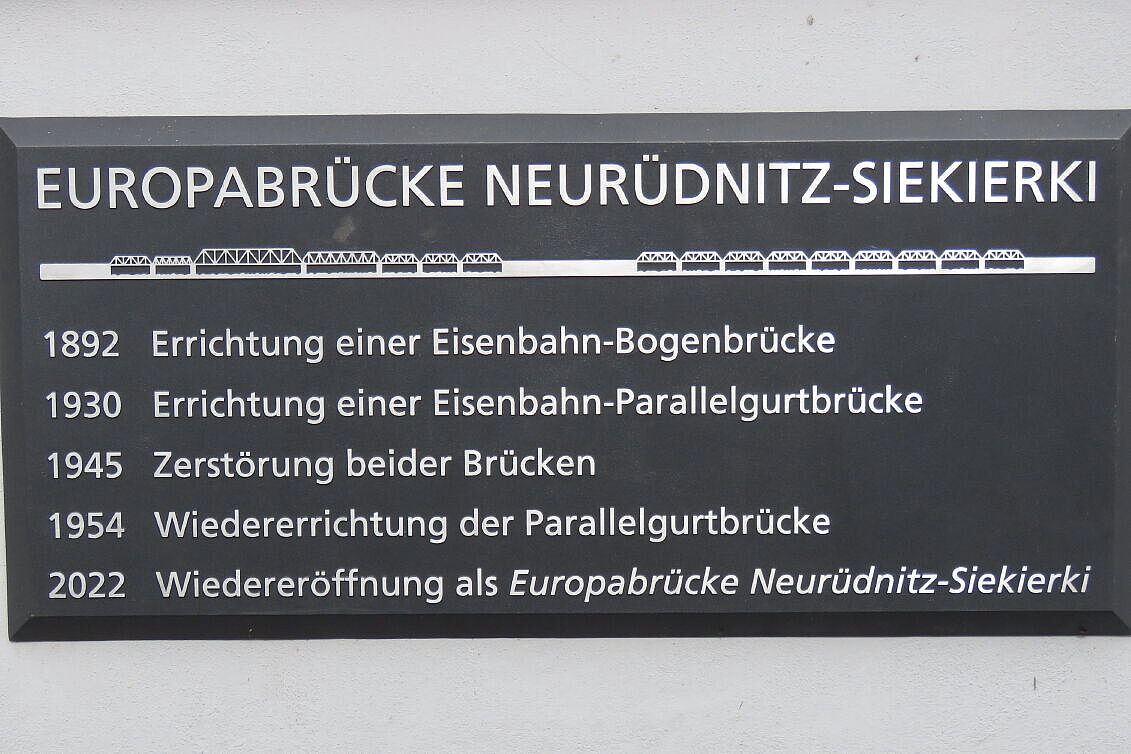 EUROPABRÜCKE NEURÜDNITZ-SIEKIERKI
1892 Errichtung einer Eisenbahn-Bogenbrücke
1930 Errichtung einer Eisenbahn-Parallelgurtbrücke
1945 Zerstörung beider Brücken
1954 Wiedererrichtung der Parallelgurtbrücke
2022 Wiedereröffnung als Europabrücke Neurüdnitz-Siekierki